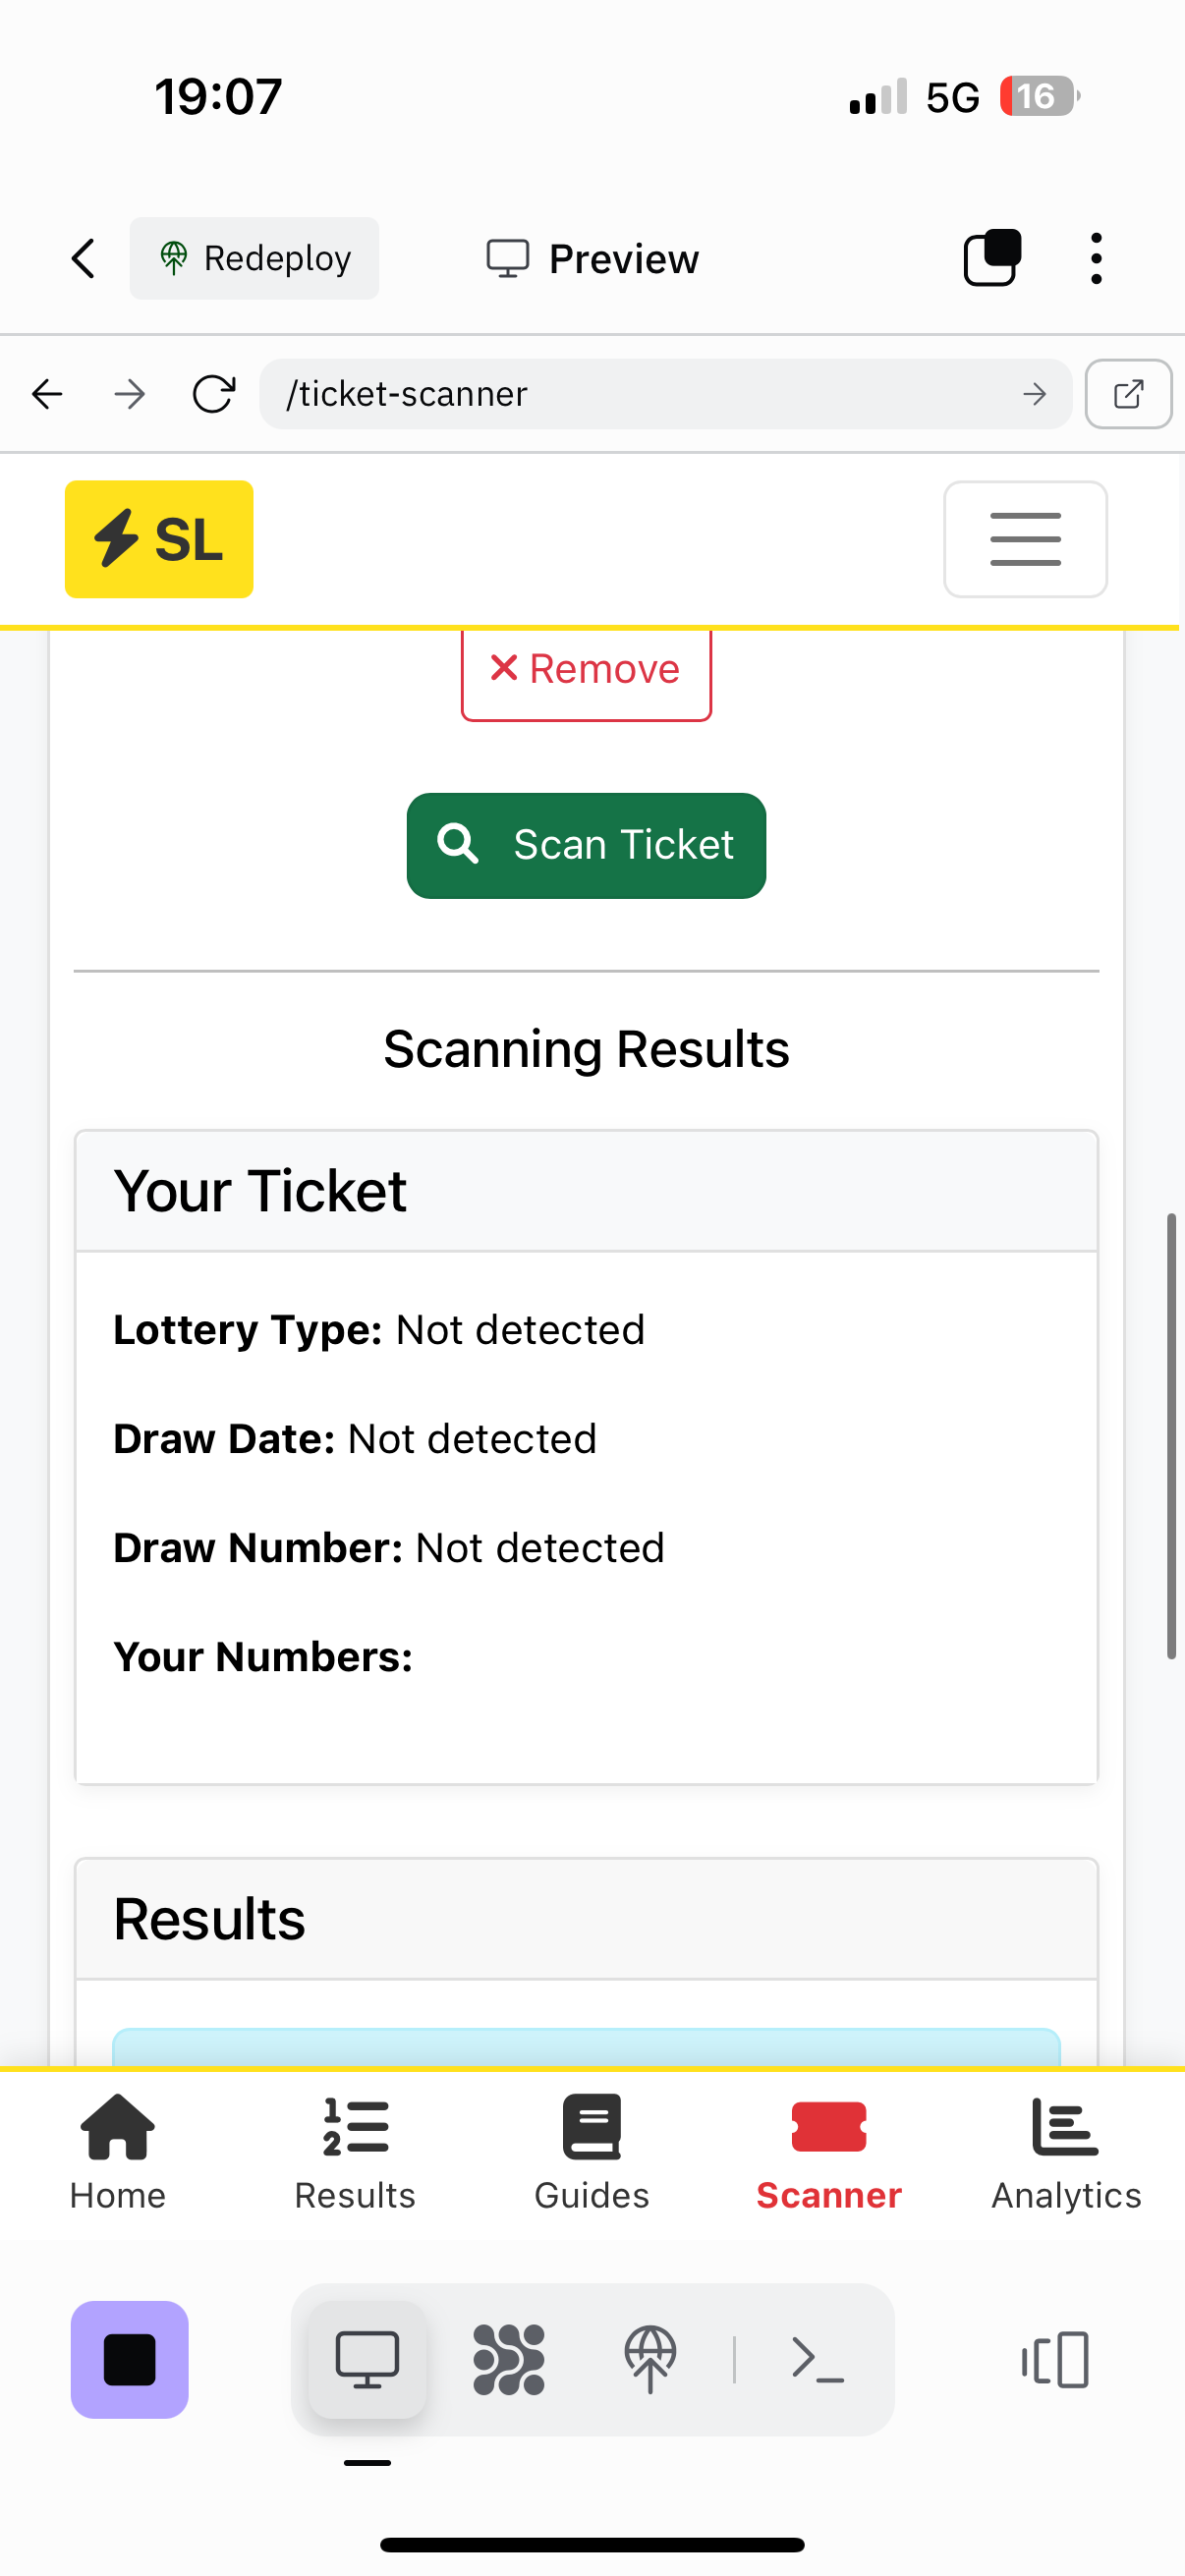 19:07
5G
16
Redeploy
Preview
/ticket-scanner
SL
Remove
Scan Ticket
Scanning Results
Your Ticket
Lottery Type: Not detected
Draw Date: Not detected
Draw Number: Not detected
Your Numbers:
Results
Home
Results
Guides
Scanner
Analytics